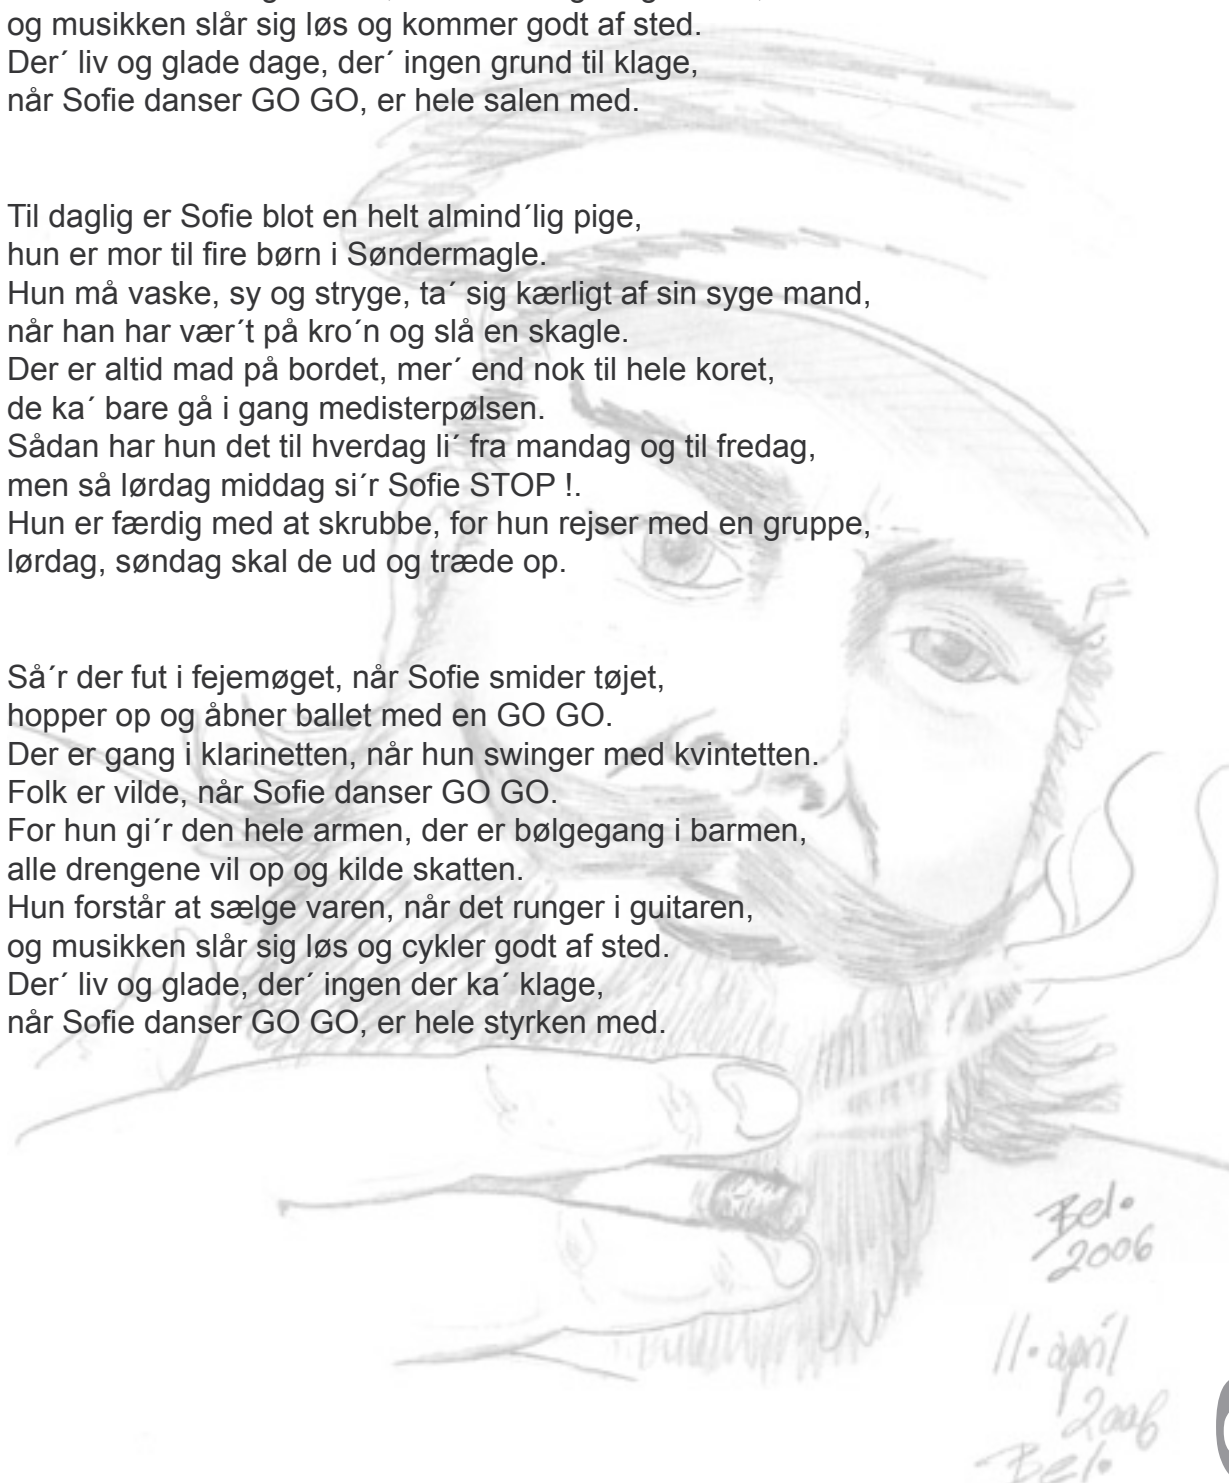 og musikken slår sig løs og kommer godt af sted.
Der´ liv og glade dage, der´ ingen grund til klage,
når Sofie danser GO GO, er hele salen med.
Til daglig er Sofie blot en helt almind´lig pige,
hun er mor til fire børn i Søndermagle.
Hun må vaske, sy og stryge, ta´ sig kærligt af sin syge mand,
når han har vær´t på kro´n og slå en skagle.
Der er altid mad på bordet, mer´ end nok til hele koret,
de ka´ bare gå i gang medisterpølsen.
Sådan har hun det til hverdag li´ fra mandag og til fredag,
men så lørdag middag si´r Sofie STOP !.
Hun er færdig med at skrubbe, for hun rejser med en gruppe,
lørdag, søndag skal de ud og træde op.
Så´r der fut i fejemøget, når Sofie smider tøjet,
hopper op og åbner ballet med en GO GO.
Der er gang i klarinetten, når hun swinger med kvintetten.
Folk er vilde, når Sofie danser GO GO.
For hun gi´r den hele armen, der er bølgegang i barmen,
alle drengene vil op og kilde skatten.
Hun forstår at sælge varen, når det runger i guitaren,
og musikken slår sig løs og cykler godt af sted.
Der´ liv og glade, der´ ingen der ka´ klage,
når Sofie danser GO GO, er hele styrken med.
Bel.
2006
11. april
2006
Bel.